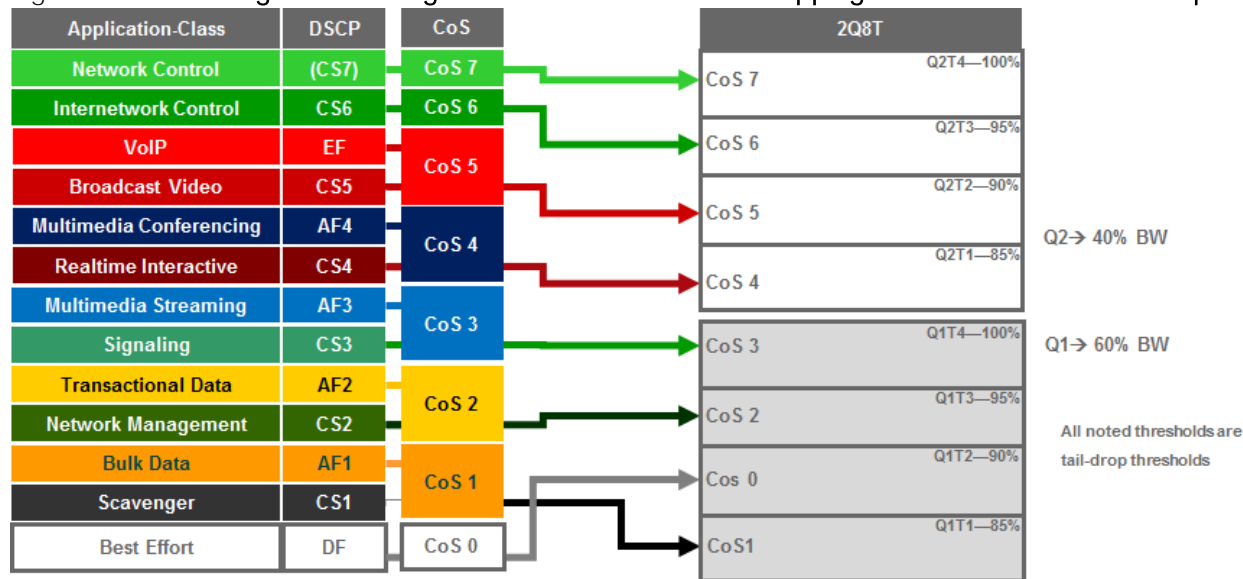 Application-Class DSCP CoS 2Q8T
Network Control (CS7) CoS 7
Internetwork Control CS6 CoS 6
VoIP EF
CoS 5
Broadcast Video CS5
Multimedia Conferencing AF4
CoS 4
Realtime Interactive CS4
Multimedia Streaming AF3
CoS 3
Signaling CS3
Transactional Data AF2
CoS 2
Network Management CS2
Bulk Data AF1
CoS 1
Scavenger CS1
Best Effort DF CoS 0
Q2T4—100%
CoS 7
Q2T3—95%
CoS 6
Q2T2—90%
CoS 5
Q2T1—85%
CoS 4
Q2→ 40% BW
Q1T4—100%
CoS 3
Q1→ 60% BW
Q1T3—95%
CoS 2
Q1T2—90%
Cos 0
Q1T1—85%
CoS1
All noted thresholds are
tail-drop thresholds